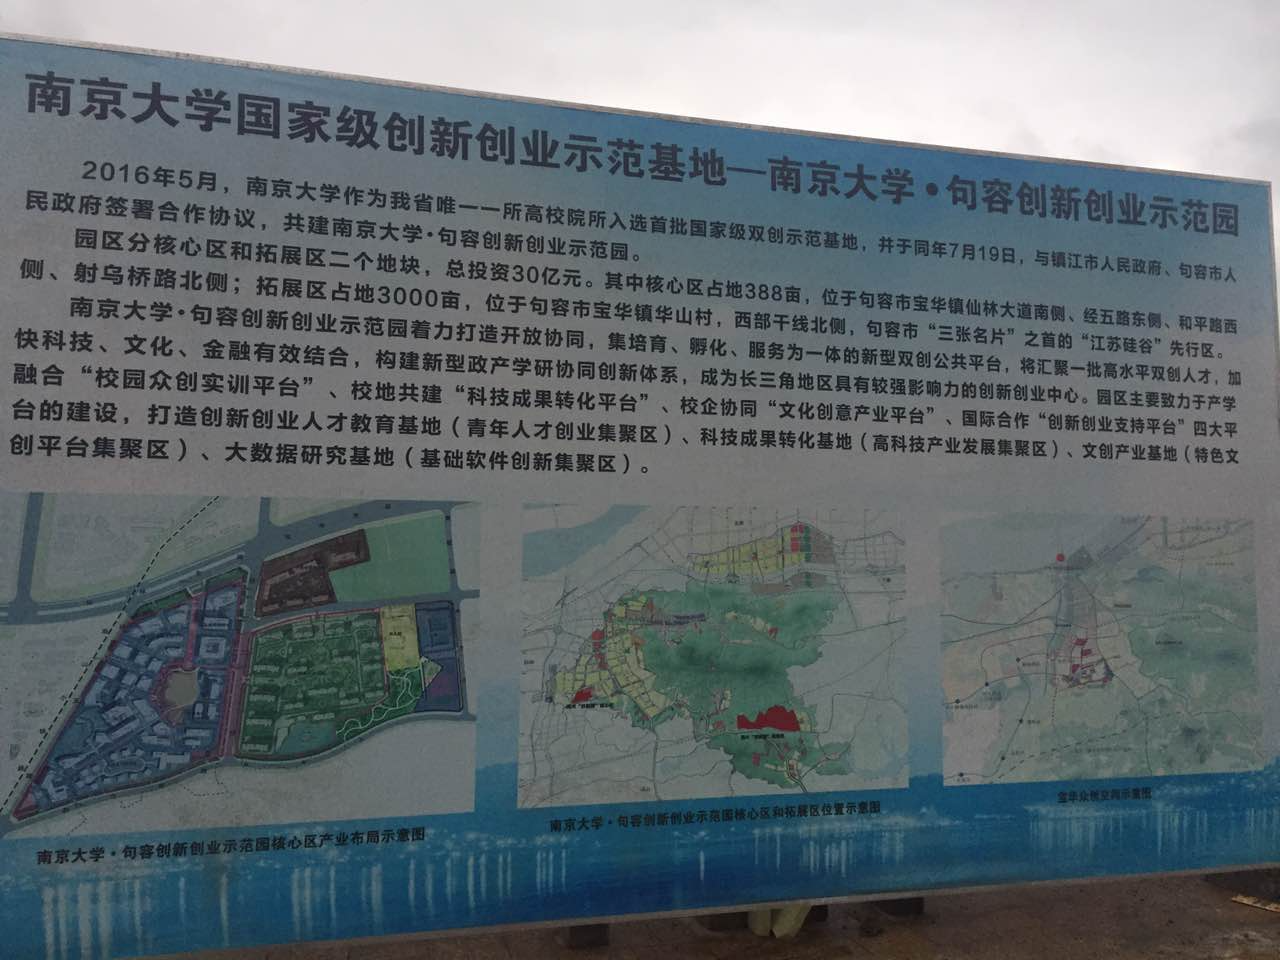 南京大学国家级创新创业示范基地—南京大学·句容创新创业示范园
2016年5月，南京大学作为我省唯一一所高校院所入选首批国家级双创示范基地，并于同年7月19日，与镇江市人民政府、句容市人
民政府签署合作协议，共建南京大学·句容创新创业示范园。
园区分核心区和拓展区二个地块，总投资30亿元。其中核心区占地388亩，位于句容市宝华镇仙林大道南侧、经五路东侧、和平路西
侧、射乌桥路北侧；拓展区占地3000亩，位于句容市宝华镇华山村，西部干线北侧，句容市“三张名片”之首的“江苏硅谷”先行区。
南京大学·句容创新创业示范园着力打造开放协同，集培育、孵化、服务为一体的新型双创公共平台，将汇聚一批高水平双创人才，加
快科技、文化、金融有效结合，构建新型政产学研协同创新体系，成为长三角地区具有较强影响力的创新创业中心。园区主要致力于产学
融合“校园众创实训平台”、校地共建“科技成果转化平台”、校企协同“文化创意产业平台”、国际合作“创新创业支持平台”四大平
台的建设，打造创新创业人才教育基地（青年人才创业集聚区）、科技成果转化基地（高科技产业发展集聚区）、文创产业基地（特色文
创平台集聚区）、大数据研究基地（基础软件创新集聚区）。
南京大学·句容创新创业示范园核心区产业布局示意图
南京大学·句容创新创业示范园核心区和拓展区位置示意图
宝华众创空间示意图